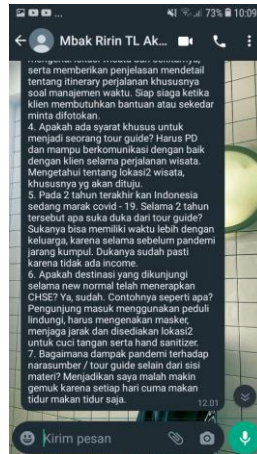 73% 10:09
Mbak Ririn TL Ak...
mengenai lokasi wisata dan sekitarnya,
serta memberikan penjelasan mendetail
tentang itinerary perjalanan khususnya
soal manajemen waktu. Siap siaga ketika
klien membutuhkan bantuan atau sekedar
minta difotokan.
4. Apakah ada syarat khusus untuk
menjadi seorang tour guide? Harus PD
dan mampu berkomunikasi dengan baik
dengan klien selama perjalanan wisata.
Mengetahui tentang lokasi2 wisata,
khususnya yg akan dituju.
5. Pada 2 tahun terakhir kan Indonesia
sedang marak covid - 19. Selama 2 tahun
tersebut apa suka duka dari tour guide?
Sukanya bisa memiliki waktu lebih dengan
keluarga, karena selama sebelum pandemi
jarang kumpul. Dukanya sudah pasti
karena tidak ada income.
6. Apakah destinasi yang dikunjungi
selama new normal telah menerapkan
CHSE? Ya, sudah. Contohnya seperti apa?
Pengunjung masuk menggunakan peduli
lindungi, harus mengenakan masker,
menjaga jarak dan disediakan lokasi2
untuk cuci tangan serta hand sanitizer.
7. Bagaimana dampak pandemi terhadap
narasumber / tour guide selain dari sisi
materi? Menjadikan saya malah makin
gemuk karena setiap hari cuma makan
tidur makan tidur saja.
12.01
Kirim pesan